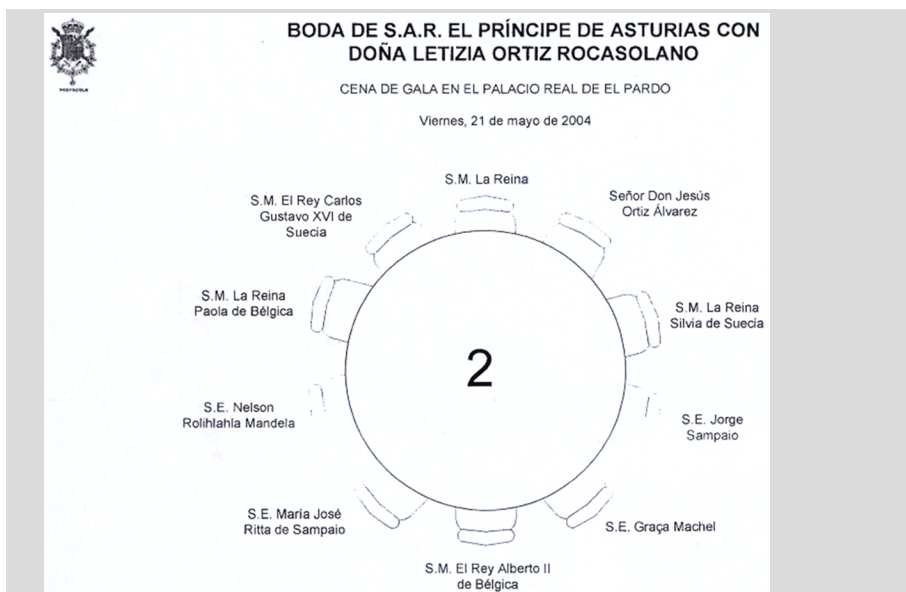 BODA DE S.A.R. EL PRÍNCIPE DE ASTURIAS CON
DOÑA LETIZIA ORTIZ ROCASOLANO
CENA DE GALA EN EL PALACIO REAL DE EL PARDO
Viernes, 21 de mayo de 2004
S.M. La Reina
S.M. El Rey Carlos
Gustavo XVI de
Suecia
Señor Don Jesús
Ortiz Álvarez
S.M. La Reina
Paola de Bélgica
S.M. La Reina
Silvia de Suecia
2
S.E. Nelson
Rolihlahla Mandela
S.E. Jorge
Sampaio
S.E. María José
Ritta de Sampaio
S.E. Graça Machel
S.M. El Rey Alberto II
de Bélgica